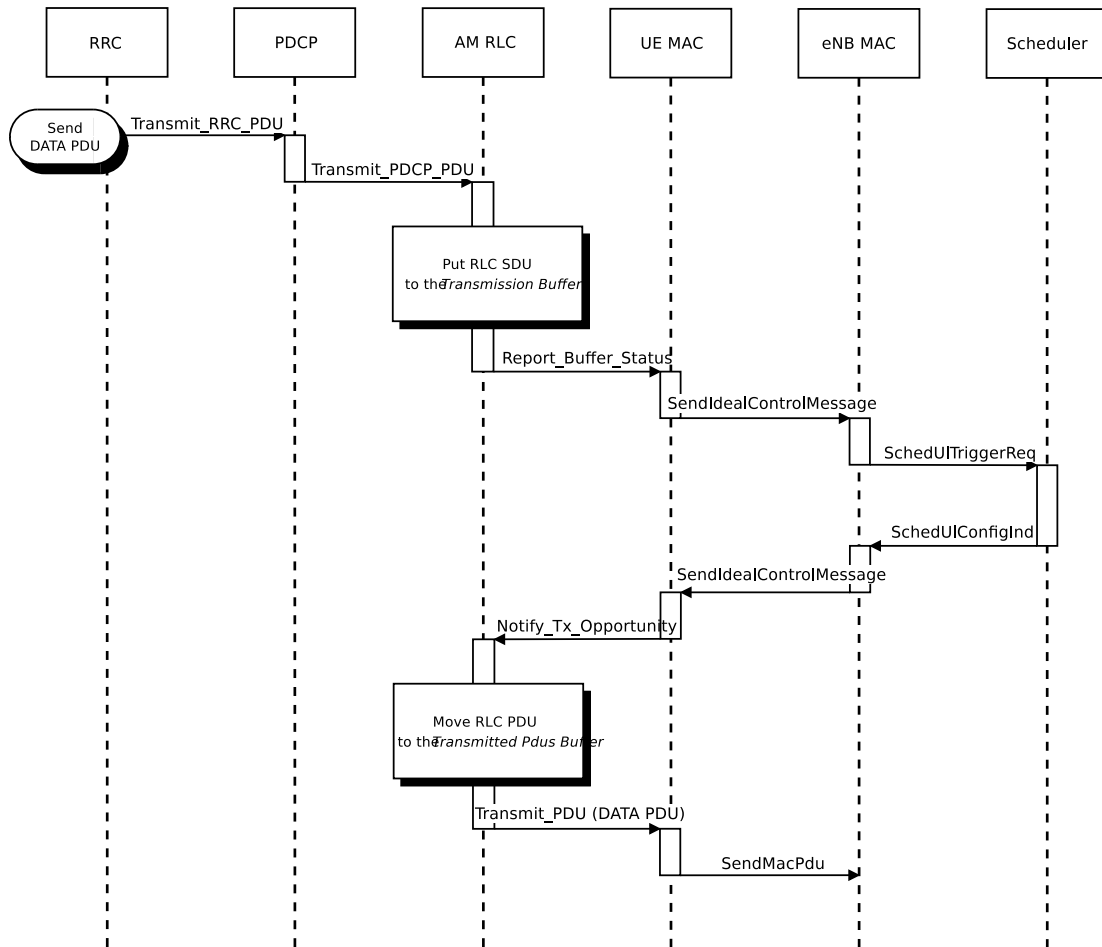 RRC
PDCP
AM RLC
UE MAC
eNB MAC
Scheduler
Send
DATA PDU
Transmit_RRC_PDU
Transmit_PDCP_PDU
Put RLC SDU
to the Transmission Buffer
Report_Buffer_Status
SendIdealControlMessage
SchedUlTriggerReq
SchedUlConfigInd
SendIdealControlMessage
Notify_Tx_Opportunity
Move RLC PDU
to the Transmitted Pdus Buffer
Transmit_PDU (DATA PDU)
SendMacPdu